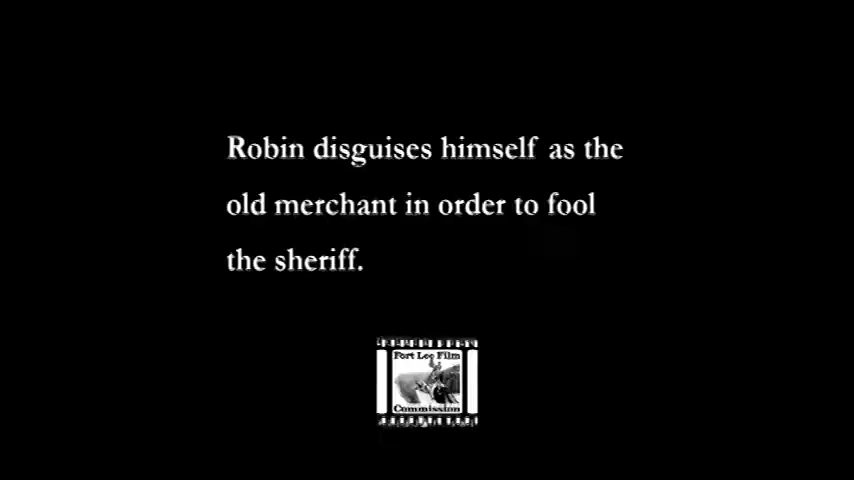 Robin disguises himself as the
old merchant in order to fool
the sheriff.
Fort Lee Film
Commission